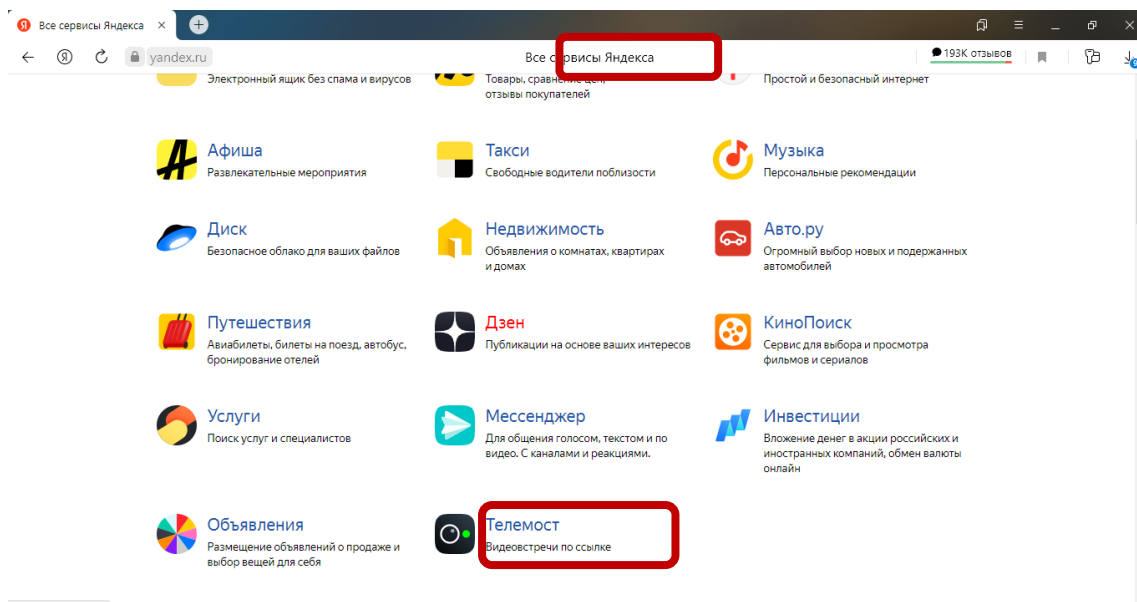 Все сервисы Яндекса
yandex.ru
Все сервисы Яндекса
193K отзывов
Электронный ящик без спама и вирусов
Товары, сравнение цен,
отзывы покупателей
Простой и безопасный интернет
Афиша
Развлекательные мероприятия
Такси
Свободные водители поблизости
Музыка
Персональные рекомендации
Диск
Безопасное облако для ваших файлов
Недвижимость
Объявления о комнатах, квартирах
и домах
Авто.ру
Огромный выбор новых и подержанных
автомобилей
Путешествия
Авиабилеты, билеты на поезд, автобус,
бронирование отелей
Дзен
Публикации на основе ваших интересов
КиноПоиск
Сервис для выбора и просмотра
фильмов и сериалов
Услуги
Поиск услуг и специалистов
Мессенджер
Для общения голосом, текстом и по
видео. С каналами и реакциями.
Инвестиции
Вложение денег в акции российских и
иностранных компаний, обмен валюты
онлайн
Объявления
Размещение объявлений о продаже и
выбор вещей для себя
Телемост
Видеовстречи по ссылке